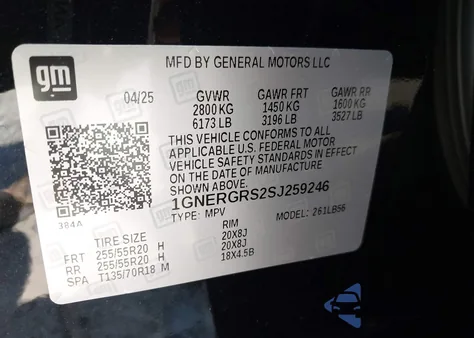 MFD BY GENERAL MOTORS LLC
gm
04/25 GVWR GAWR FRT GAWR RR
2800 KG 1450 KG 1600 KG
6173 LB 3196 LB 3527 LB
THIS VEHICLE CONFORMS TO ALL
APPLICABLE U.S. FEDERAL MOTOR
VEHICLE SAFETY STANDARDS IN EFFECT
ON THE DATE OF MANUFACTURE
SHOWN ABOVE.
1GNERGRS2SJ259246
384A TYPE: MPV MODEL: 261LB56
TIRE SIZE RIM
FRT 255/55R20 H 20X8J
RR 255/55R20 H 20X8J
SPA T135/70R18 M 18X4.5B